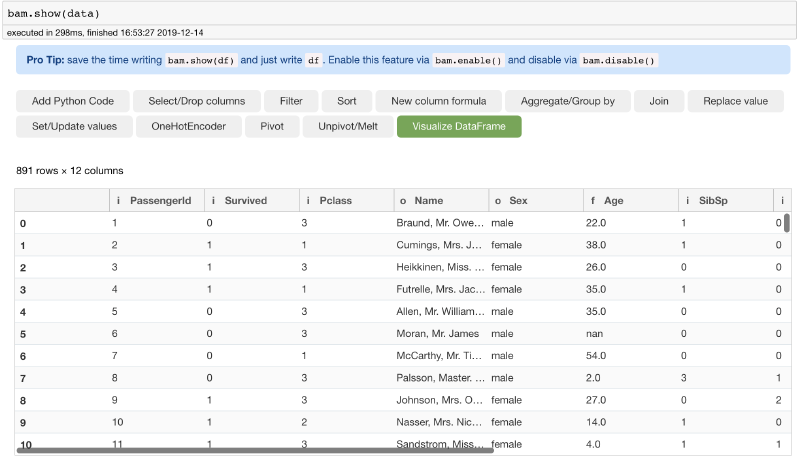 bam.show(data)
executed in 298ms, finished 16:53:27 2019-12-14
Pro Tip: save the time writing bam.show(df) and just write df . Enable this feature via bam.enable() and disable via bam.disable()
Add Python Code Select/Drop columns Filter Sort New column formula Aggregate/Group by Join Replace value
Set/Update values OneHotEncoder Pivot Unpivot/Melt Visualize DataFrame
891 rows × 12 columns
i PassengerId i Survived i Pclass o Name o Sex f Age i SibSp i
0 1 0 3 Braund, Mr. Owe... male 22.0 1 0
1 2 1 1 Cumings, Mrs. J... female 38.0 1 0
2 3 1 3 Heikkinen, Miss. ... female 26.0 0 0
3 4 1 1 Futrelle, Mrs. Jac... female 35.0 1 0
4 5 0 3 Allen, Mr. William... male 35.0 0 0
5 6 0 3 Moran, Mr. James male nan 0 0
6 7 0 1 McCarthy, Mr. Ti... male 54.0 0 0
7 8 0 3 Palsson, Master. ... male 2.0 3 1
8 9 1 3 Johnson, Mrs. O... female 27.0 0 2
9 10 1 2 Nasser, Mrs. Nic... female 14.0 1 0
10 11 1 3 Sandstrom, Miss... female 4.0 1 1